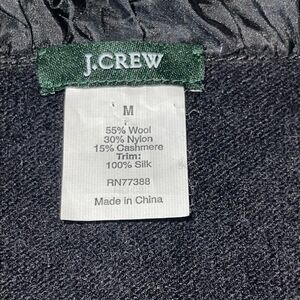 J.CREW
M
55% Wool
30% Nylon
15% Cashmere
Trim:
100% Silk
RN77388
Made in China